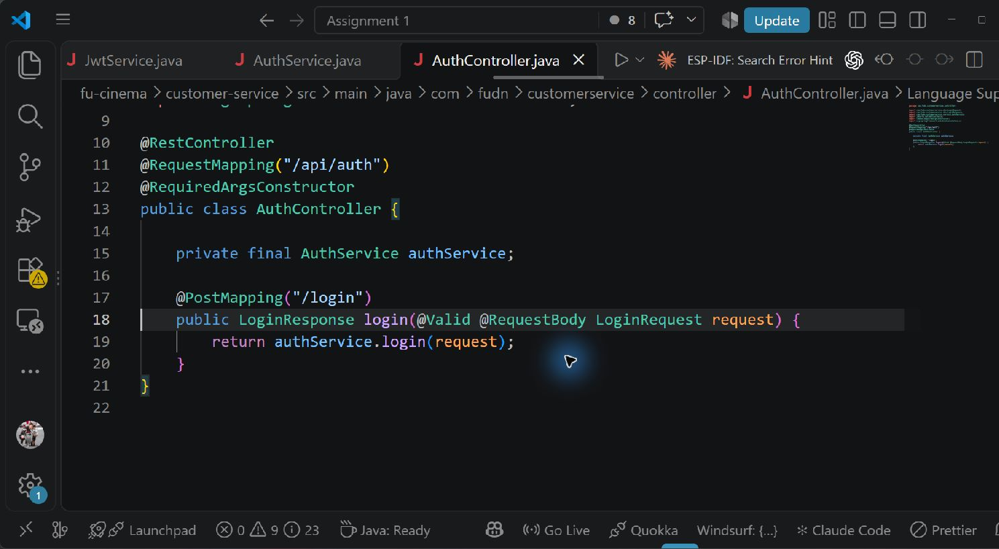 Assignment 1
8
Update
JwtService.java
AuthService.java
AuthController.java
ESP-IDF: Search Error Hint
fu-cinema > customer-service > src > main > java > com > fudn > customerservice > controller > AuthController.java > Language Sup
9
10 @RestController
11 @RequestMapping("/api/auth")
12 @RequiredArgsConstructor
13 public class AuthController {
14
15 private final AuthService authService;
16
17 @PostMapping("/login")
18 public LoginResponse login(@Valid @RequestBody LoginRequest request) {
19 return authService.login(request);
20 }
21 }
22
1
Launchpad
0
9
23
Java: Ready
Go Live
Quokka
Windsurf: {...}
Claude Code
Prettier